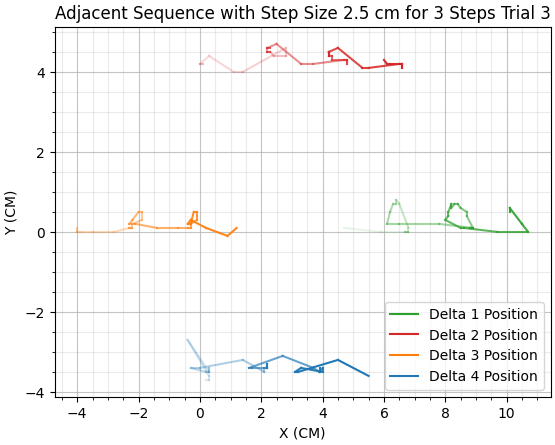 Adjacent Sequence with Step Size 2.5 cm for 3 Steps Trial 3
Y (CM)
4
2
0
−2
−4
−4 −2 0 2 4 6 8 10
X (CM)
Delta 1 Position
Delta 2 Position
Delta 3 Position
Delta 4 Position